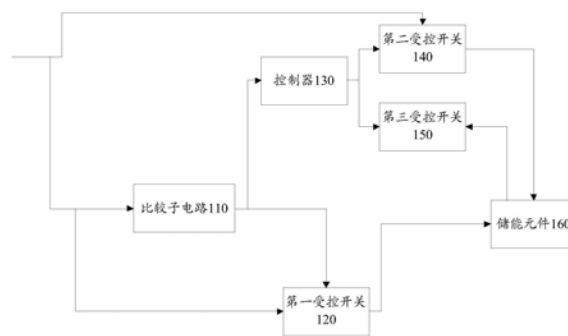 第二受控开关
140
控制器130
第三受控开关
150
比较子电路110
储能元件160
第一受控开关
120